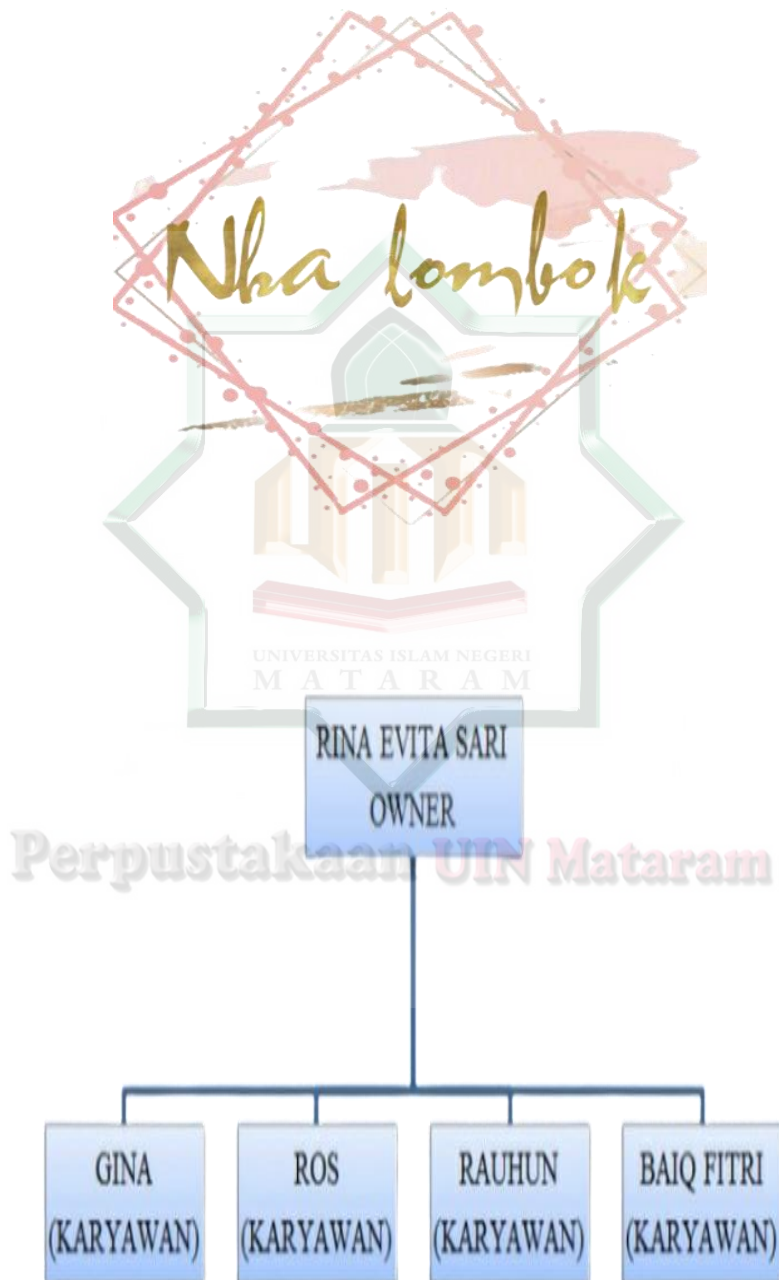 Nha lombok
UNIVERSITAS ISLAM NEGERI
MATARAM
RINA EVITA SARI
OWNER
Perpustakaan UIN Mataram
GINA
(KARYAWAN)
ROS
(KARYAWAN)
RAUHUN
(KARYAWAN)
BAIQ FITRI
(KARYAWAN)